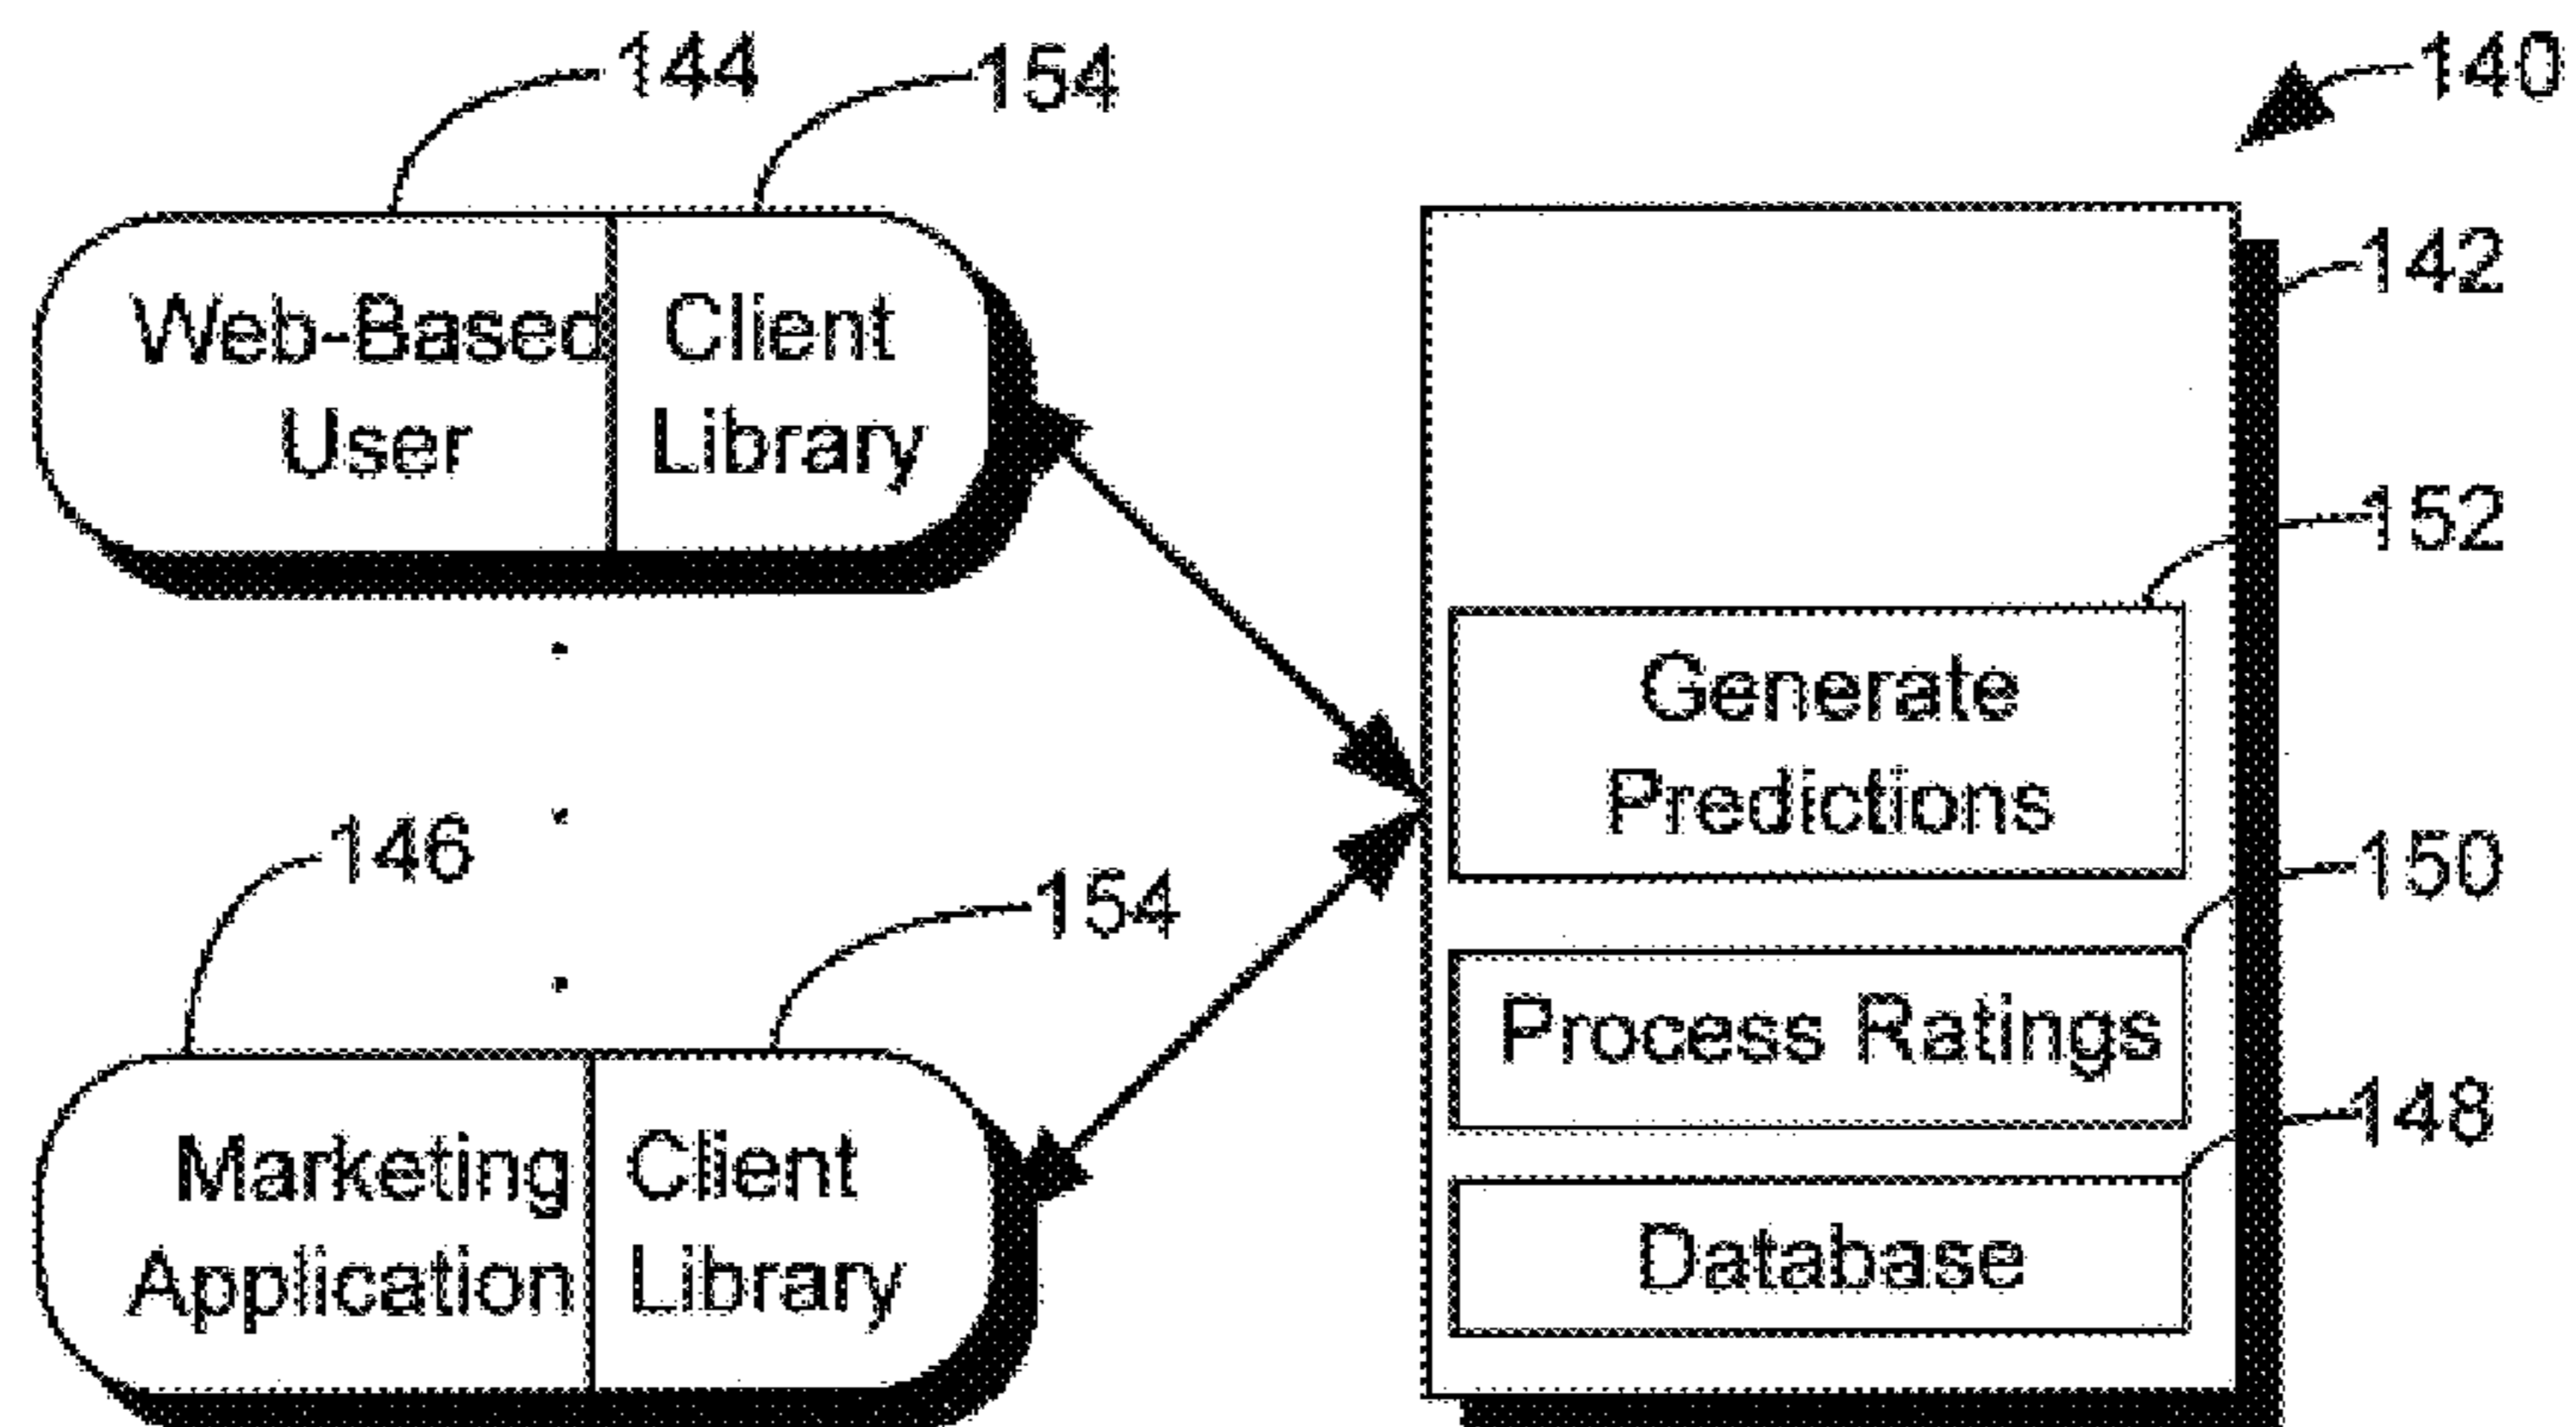 144
154
140
Web-Based
User
Client
Library
142
152
Generate
Predictions
150
Process Ratings
148
Database
146
154
Marketing
Application
Client
Library